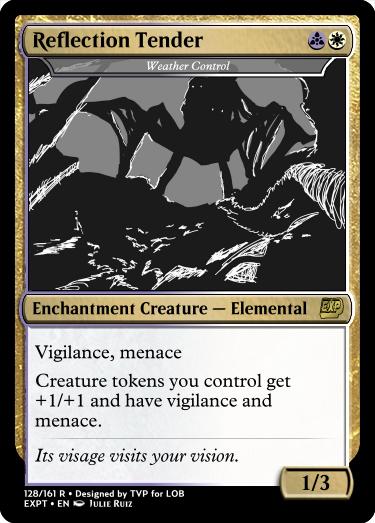 Reflection Tender
Weather Control
Enchantment Creature — Elemental
EXP
Vigilance, menace
Creature tokens you control get
+1/+1 and have vigilance and
menace.
Its visage visits your vision.
1/3
128/161 R • Designed by TVP for LOB
EXPT • EN Julie Ruiz